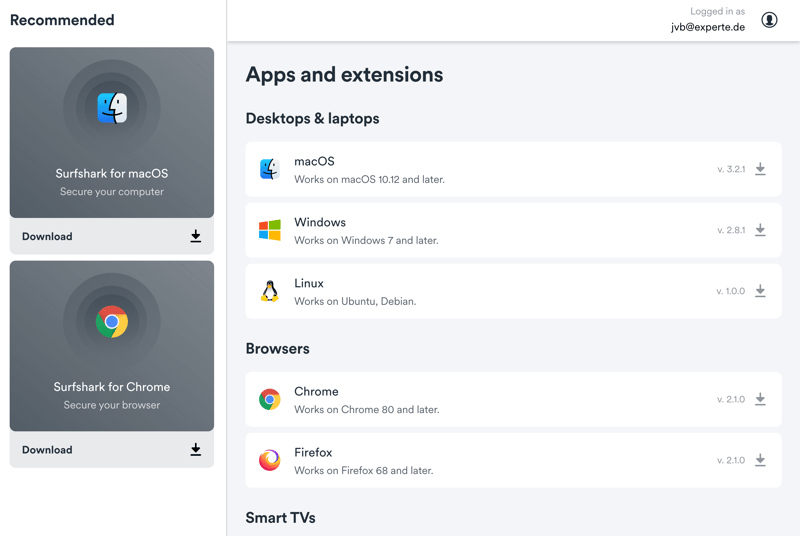 Recommended
Surfshark for macOS
Secure your computer
Download
Surfshark for Chrome
Secure your browser
Download
Logged in as
jvb@experte.de
Apps and extensions
Desktops & laptops
macOS
Works on macOS 10.12 and later.
v. 3.2.1
Windows
Works on Windows 7 and later.
v. 2.8.1
Linux
Works on Ubuntu, Debian.
v. 1.0.0
Browsers
Chrome
Works on Chrome 80 and later.
v. 2.1.0
Firefox
Works on Firefox 68 and later.
v. 2.1.0
Smart TVs